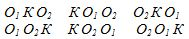 O₁ K O₂ K O₁ O₂ O₂ K O₁
O₁ O₂ K K O₂ O₁ O₂ O₁ K